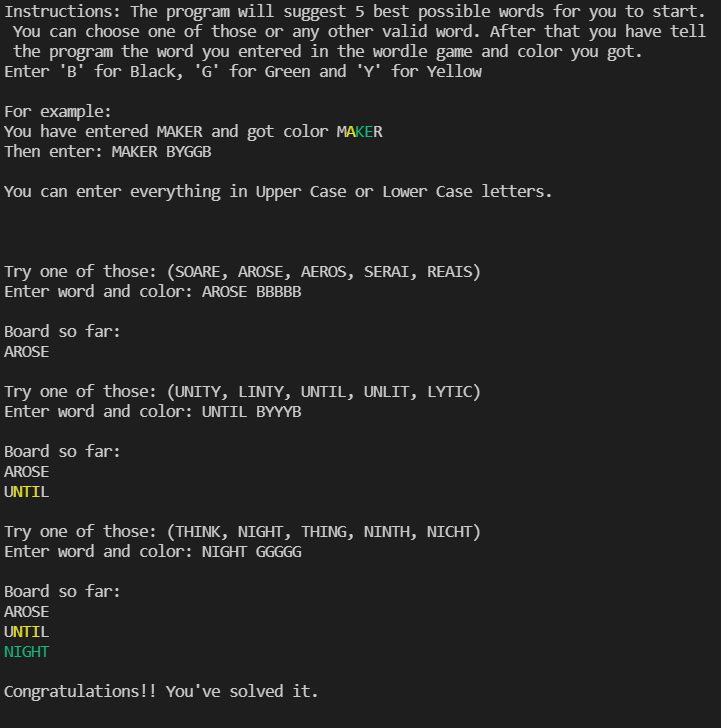 Instructions: The program will suggest 5 best possible words for you to start.
You can choose one of those or any other valid word. After that you have tell
the program the word you entered in the wordle game and color you got.
Enter 'B' for Black, 'G' for Green and 'Y' for Yellow
For example:
You have entered MAKER and got color MAKER
Then enter: MAKER BYGGB
You can enter everything in Upper Case or Lower Case letters.
Try one of those: (SOARE, AROSE, AEROS, SERAI, REAIS)
Enter word and color: AROSE BBBBB
Board so far:
AROSE
Try one of those: (UNITY, LINTY, UNTIL, UNLIT, LYTIC)
Enter word and color: UNTIL BYYYB
Board so far:
AROSE
UNTIL
Try one of those: (THINK, NIGHT, THING, NINTH, NICHT)
Enter word and color: NIGHT GGGGG
Board so far:
AROSE
UNTIL
NIGHT
Congratulations!! You've solved it.